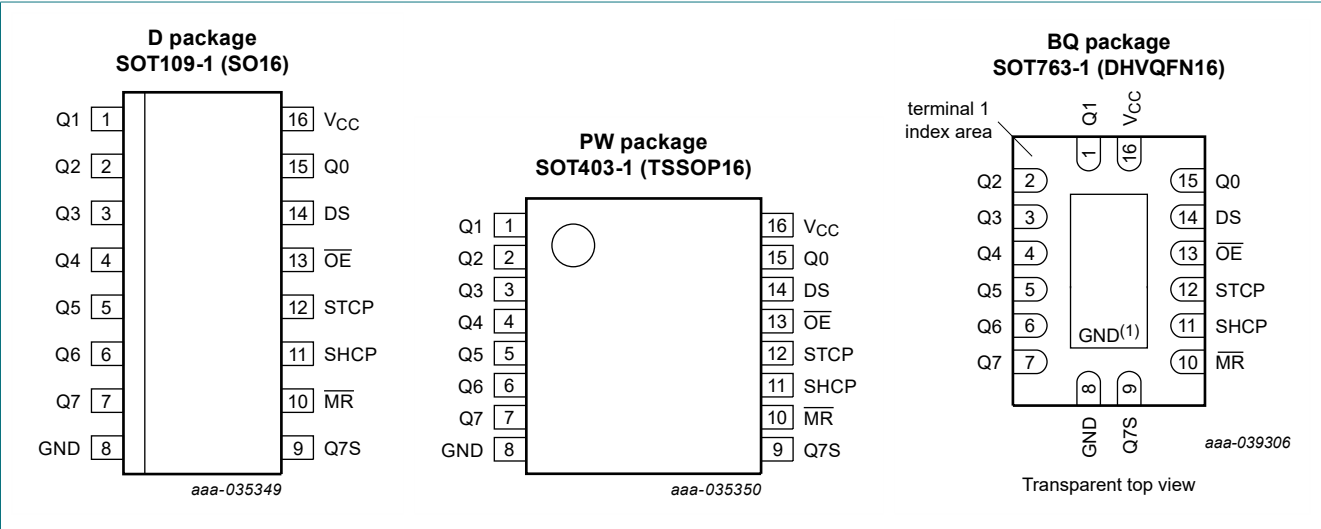 D package
SOT109-1 (SO16)
Q1 1 16 VCC
Q2 2 15 Q0
Q3 3 14 DS
Q4 4 13 OE
Q5 5 12 STCP
Q6 6 11 SHCP
Q7 7 10 MR
GND 8 9 Q7S
aaa-035349
PW package
SOT403-1 (TSSOP16)
Q1 1 16 VCC
Q2 2 15 Q0
Q3 3 14 DS
Q4 4 13 OE
Q5 5 12 STCP
Q6 6 11 SHCP
Q7 7 10 MR
GND 8 9 Q7S
aaa-035350
BQ package
SOT763-1 (DHVQFN16)
terminal 1
index area
Q1 VCC
1 16
Q2 2 15 Q0
Q3 3 14 DS
Q4 4 13 OE
Q5 5 12 STCP
Q6 6 11 SHCP
GND(1)
Q7 7 10 MR
8 9
GND Q7S
aaa-039306
Transparent top view